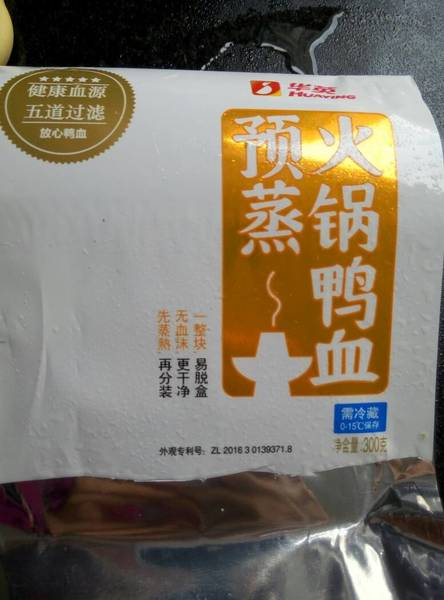 ★★★★★
健康血源
五道过滤
放心鸭血
华英
HUAYING
火锅鸭血
预蒸
一整块 易脱盒
无血沫 更干净
先蒸熟 再分装
需冷藏
0-15℃保存
净含量:300克
外观专利号: ZL 2016 3 0139371.8